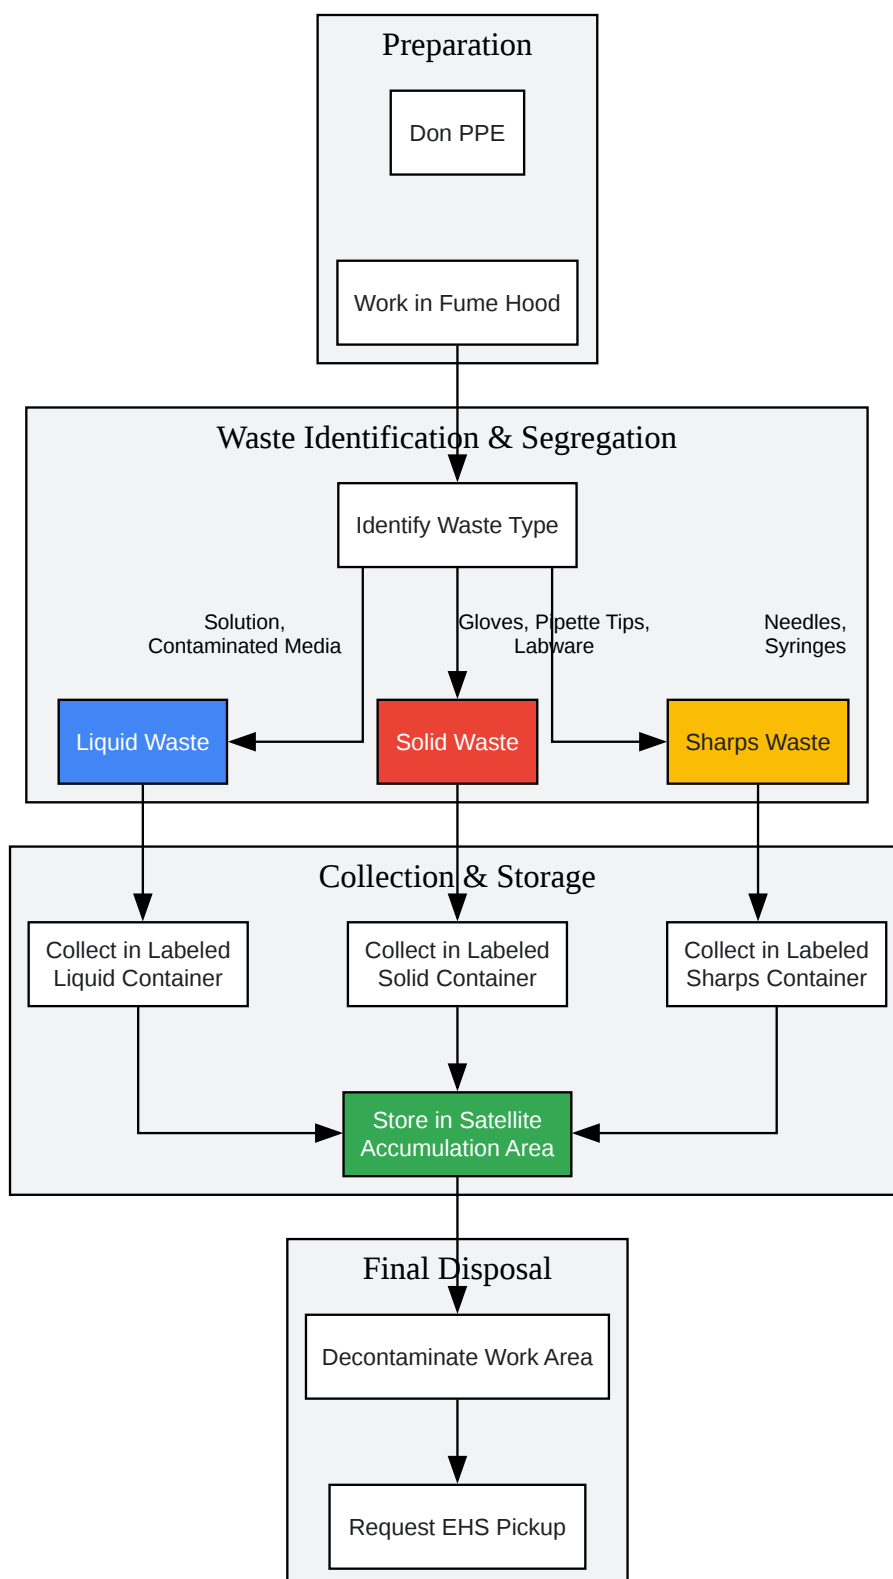 Preparation
Don PPE
Work in Fume Hood
Waste Identification & Segregation
Identify Waste Type
Solution,
Contaminated Media
Gloves, Pipette Tips,
Labware
Needles,
Syringes
Liquid Waste
Solid Waste
Sharps Waste
Collection & Storage
Collect in Labeled
Liquid Container
Collect in Labeled
Solid Container
Collect in Labeled
Sharps Container
Store in Satellite
Accumulation Area
Final Disposal
Decontaminate Work Area
Request EHS Pickup